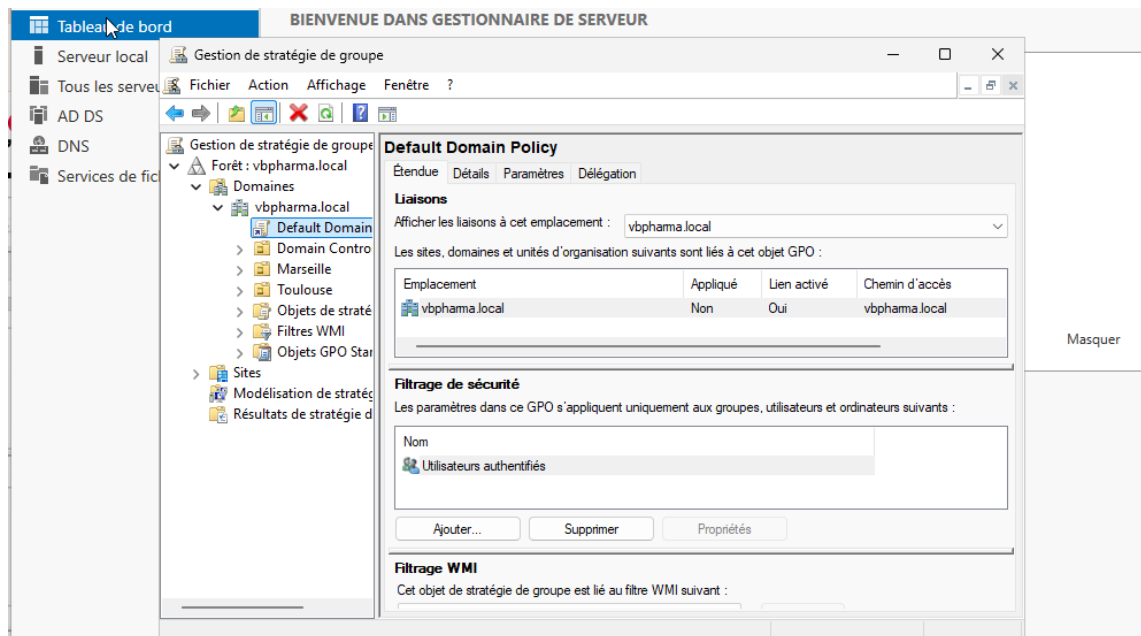 BIENVENUE DANS GESTIONNAIRE DE SERVEUR
Tableau de bord
Serveur local
Tous les serveu
AD DS
DNS
Services de fic
Gestion de stratégie de groupe
Fichier Action Affichage Fenêtre ?
Gestion de stratégie de groupe
Forêt : vbpharma.local
Domaines
vbpharma.local
Default Domain
Domain Contro
Marseille
Toulouse
Objets de straté
Filtres WMI
Objets GPO Star
Sites
Modélisation de stratég
Résultats de stratégie d
Default Domain Policy
Étendue Détails Paramètres Délégation
Liaisons
Afficher les liaisons à cet emplacement : vbpharma.local
Les sites, domaines et unités d'organisation suivants sont liés à cet objet GPO :
Emplacement Appliqué Lien activé Chemin d'accès
vbpharma.local Non Oui vbpharma.local
Filtrage de sécurité
Les paramètres dans ce GPO s'appliquent uniquement aux groupes, utilisateurs et ordinateurs suivants :
Nom
Utilisateurs authentifiés
Ajouter... Supprimer Propriétés
Filtrage WMI
Cet objet de stratégie de groupe est lié au filtre WMI suivant :
Masquer